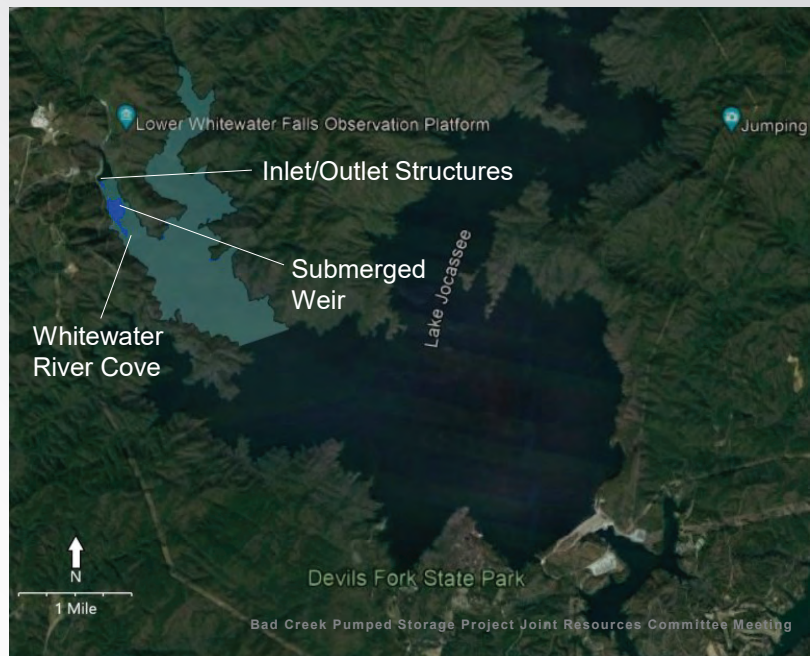 Lower Whitewater Falls Observation Platform
Jumping
Inlet/Outlet Structures
Submerged
Weir
Whitewater
River Cove
Lake Jocassee
N
1 Mile
Devils Fork State Park
Bad Creek Pumped Storage Project Joint Resources Committee Meeting